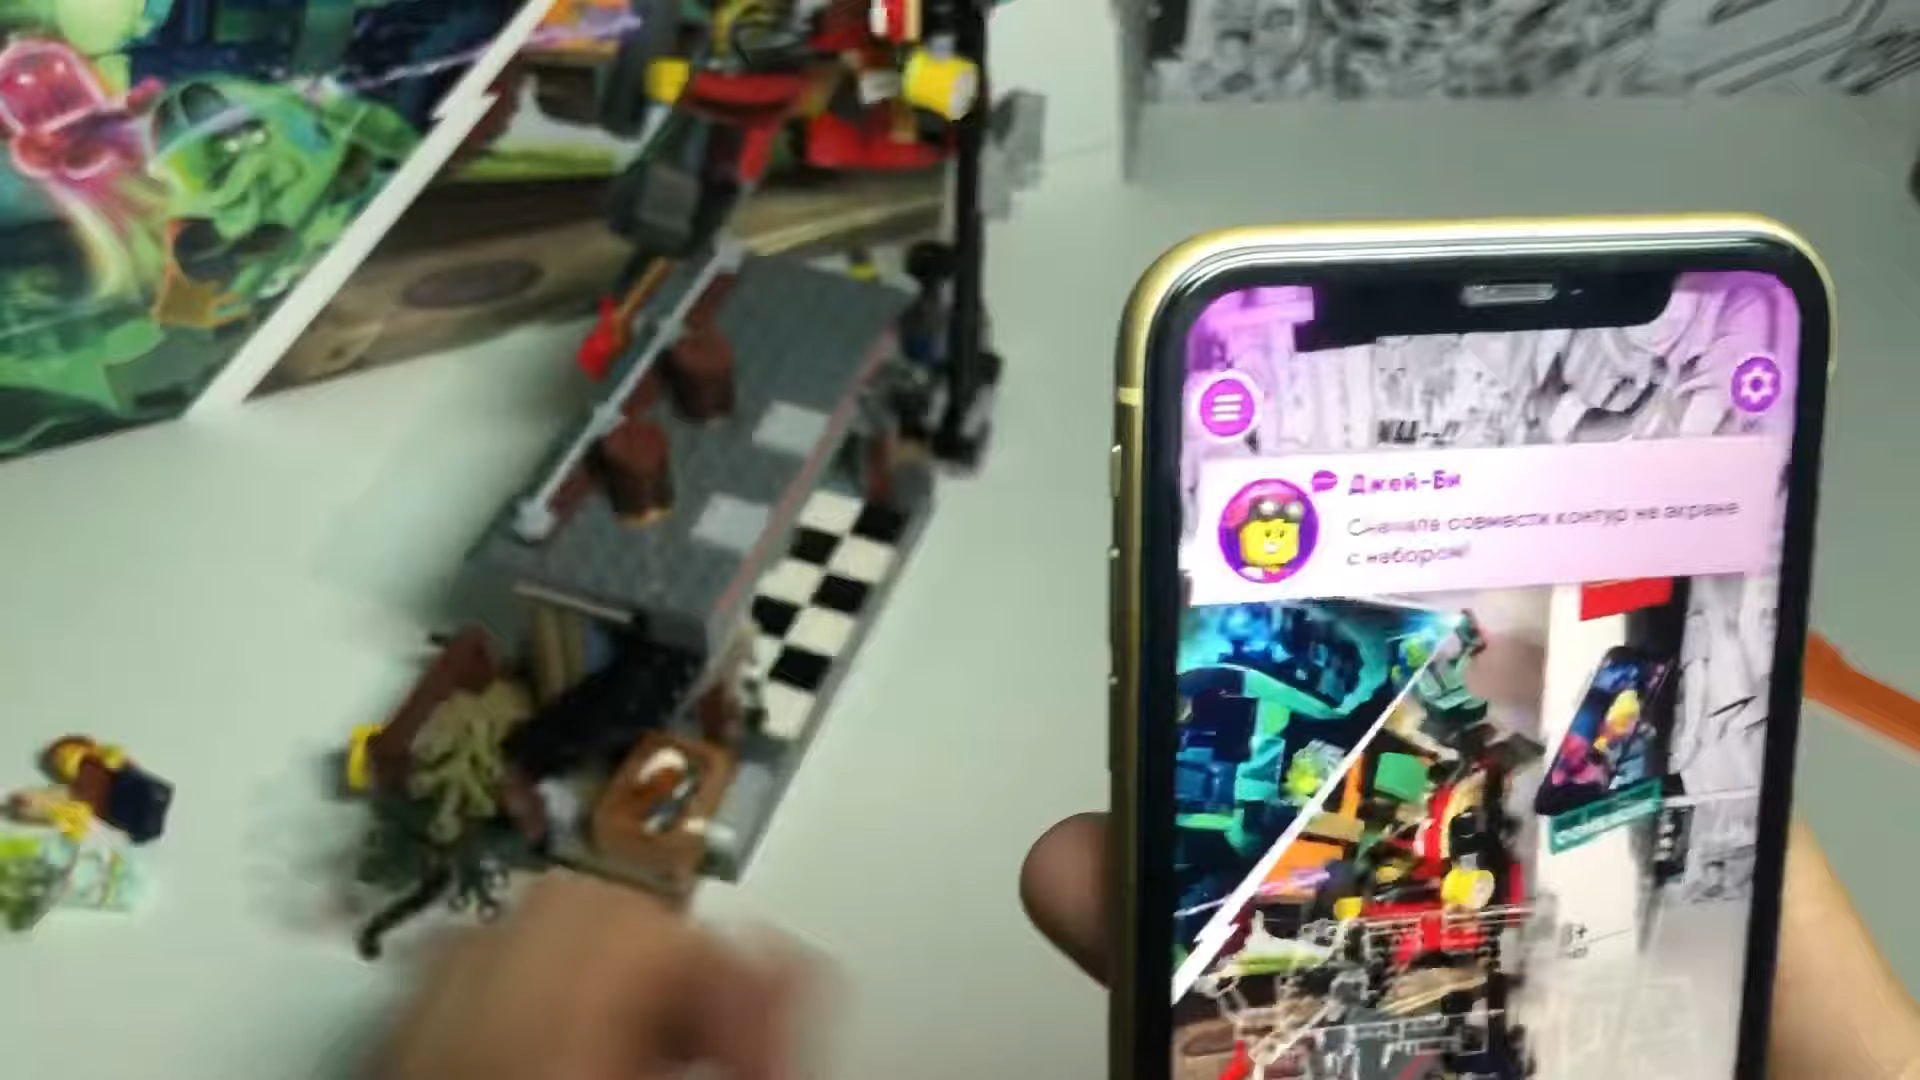 Джей-Би
Сначала совмести контур на экране
с набором!